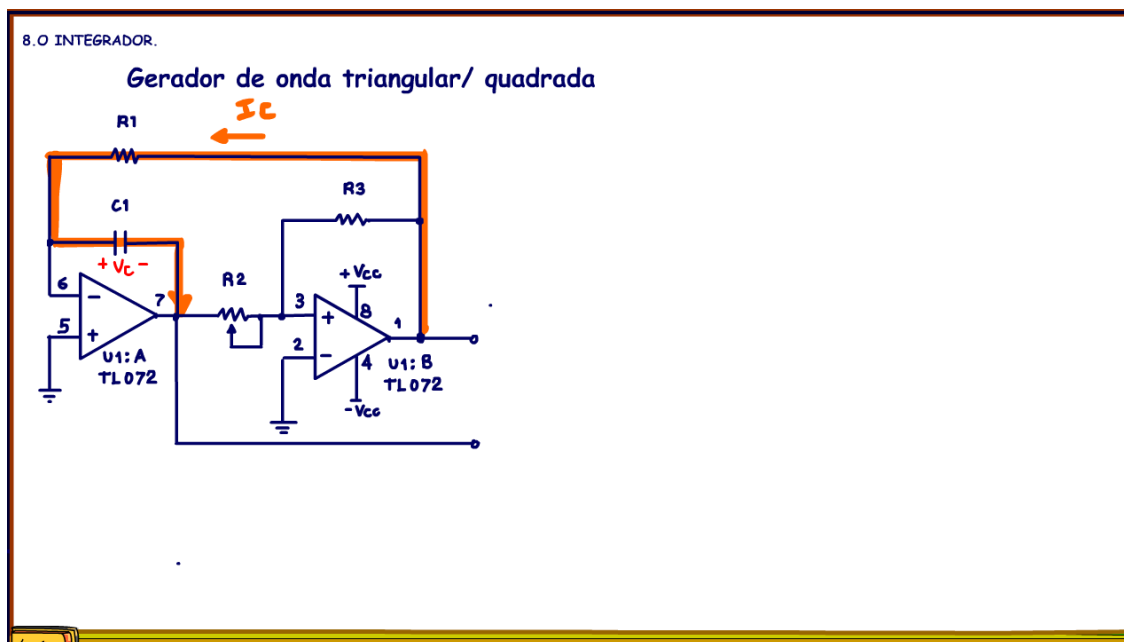 8.O INTEGRADOR.
Gerador de onda triangular/ quadrada
Ic
R1
R3
C1
+ Vc -
R2
+Vcc
6
-
7
3
+
8
1
5
+
2
-
4
U1:A
TL072
U1:B
TL072
-Vcc